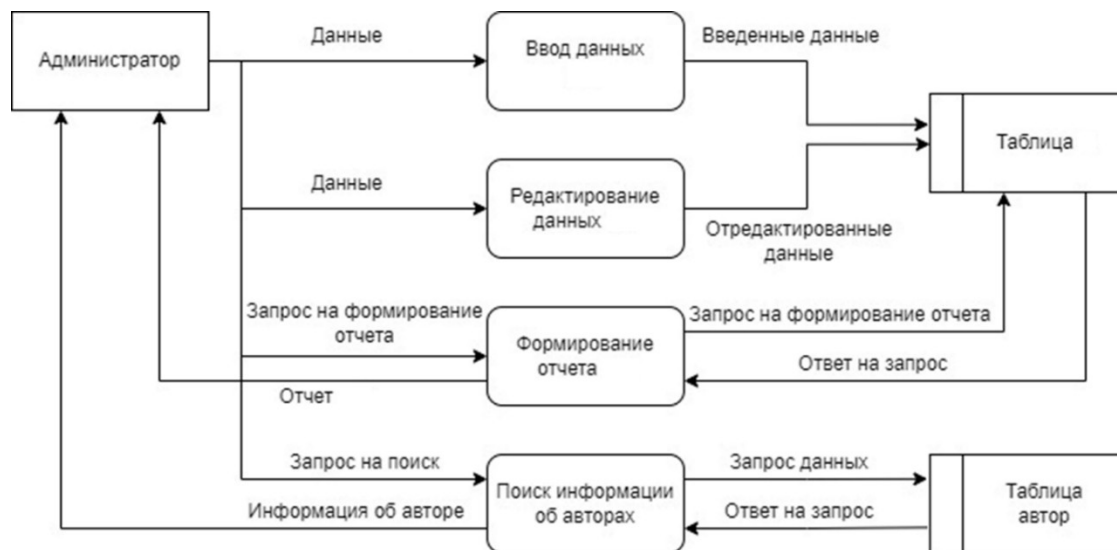 Администратор
Данные
Ввод данных
Введенные данные
Таблица
Данные
Редактирование
данных
Отредактированные
данные
Запрос на формирование
отчета
Формирование
отчета
Запрос на формирование отчета
Ответ на запрос
Отчет
Запрос на поиск
Поиск информации
об авторах
Запрос данных
Таблица
автор
Информация об авторе
Ответ на запрос